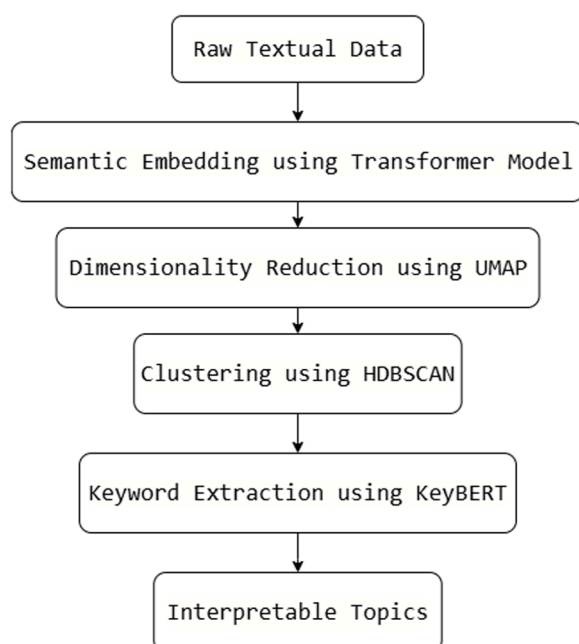 Raw Textual Data
Semantic Embedding using Transformer Model
Dimensionality Reduction using UMAP
Clustering using HDBSCAN
Keyword Extraction using KeyBERT
Interpretable Topics